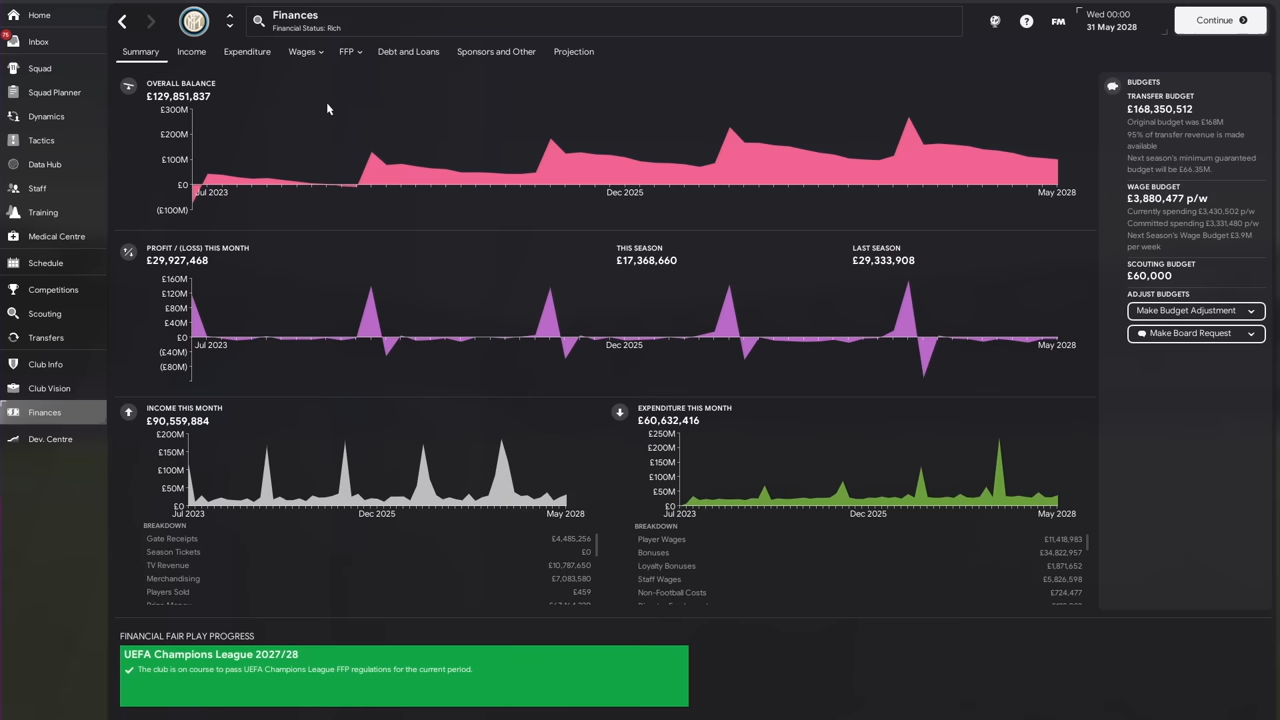 Home
75
Inbox
Squad
Squad Planner
Dynamics
Tactics
Data Hub
Staff
Training
Medical Centre
Schedule
Competitions
Scouting
Transfers
Club Info
Club Vision
Finances
Dev. Centre
Finances
Financial Status: Rich
?
FM
Wed 00:00
31 May 2028
Continue
Summary
Income
Expenditure
Wages
FFP
Debt and Loans
Sponsors and Other
Projection
OVERALL BALANCE
£129,851,837
£300M
£200M
£100M
£0
(£100M)
Jul 2023
Dec 2025
May 2028
PROFIT / (LOSS) THIS MONTH
£29,927,468
THIS SEASON
£17,368,660
LAST SEASON
£29,333,908
£160M
£120M
£80M
£40M
£0
(£40M)
(£80M)
Jul 2023
Dec 2025
May 2028
INCOME THIS MONTH
£90,559,884
£200M
£150M
£100M
£50M
£0
Jul 2023
Dec 2025
May 2028
BREAKDOWN
Gate Receipts £4,485,256
Season Tickets £0
TV Revenue £10,787,650
Merchandising £7,083,580
Players Sold £459
EXPENDITURE THIS MONTH
£60,632,416
£250M
£200M
£150M
£100M
£50M
£0
Jul 2023
Dec 2025
May 2028
BREAKDOWN
Player Wages £11,418,983
Bonuses £34,822,957
Loyalty Bonuses £1,871,652
Staff Wages £5,826,598
Non-Football Costs £724,477
BUDGETS
TRANSFER BUDGET
£168,350,512
Original budget was £168M
95% of transfer revenue is made
available
Next season's minimum guaranteed
budget will be £66.35M.
WAGE BUDGET
£3,880,477 p/w
Currently spending £3,430,502 p/w
Committed spending £3,331,480 p/w
Next Season's Wage Budget £3.9M
per week
SCOUTING BUDGET
£60,000
ADJUST BUDGETS
Make Budget Adjustment
Make Board Request
FINANCIAL FAIR PLAY PROGRESS
UEFA Champions League 2027/28
The club is on course to pass UEFA Champions League FFP regulations for the current period.